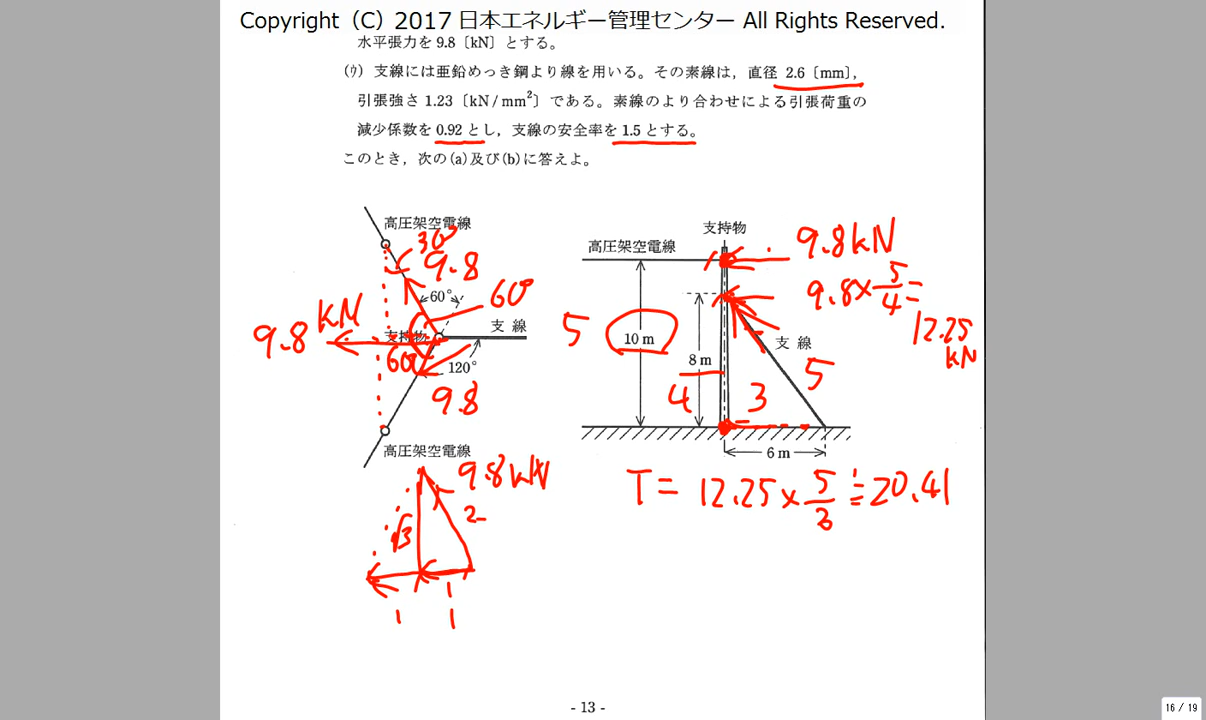 Copyright（C）2017 日本エネルギー管理センター All Rights Reserved.
水平張力を 9.8〔kN〕とする。
(ｳ) 支線には亜鉛めっき鋼より線を用いる。その素線は，直径 2.6〔mm〕，
引張強さ 1.23〔kN/mm²〕である。素線のより合わせによる引張荷重の
減少係数を 0.92 とし，支線の安全率を 1.5 とする。
このとき，次の(a)及び(b)に答えよ。
高圧架空電線
30°
9.8
60°
60°
9.8 kN
支持物
支 線
60°
120°
9.8
高圧架空電線
9.8 kN
2
√3
1
1
1
支持物
高圧架空電線
9.8 kN
9.8×5/4=
12.25
kN
5
10 m
8 m
支 線
4
3
5
6 m
T= 12.25×5/3≒20.41
- 13 -
16 / 19